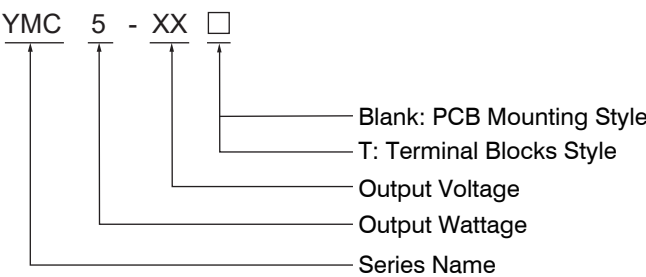 YMC 5 - XX □
Blank: PCB Mounting Style
T: Terminal Blocks Style
Output Voltage
Output Wattage
Series Name